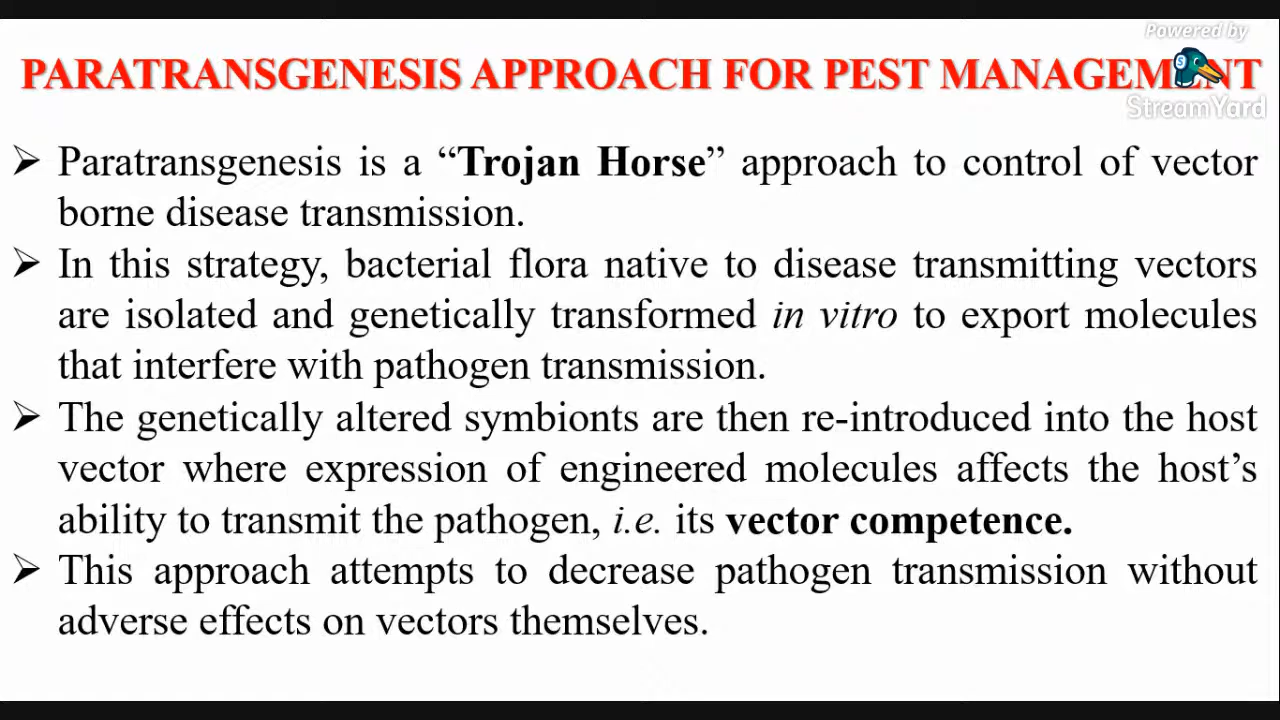 Powered by
PARATRANSGENESIS APPROACH FOR PEST MANAGEMENT
StreamYard
➢ Paratransgenesis is a “Trojan Horse” approach to control of vector
borne disease transmission.
➢ In this strategy, bacterial flora native to disease transmitting vectors
are isolated and genetically transformed in vitro to export molecules
that interfere with pathogen transmission.
➢ The genetically altered symbionts are then re-introduced into the host
vector where expression of engineered molecules affects the host’s
ability to transmit the pathogen, i.e. its vector competence.
➢ This approach attempts to decrease pathogen transmission without
adverse effects on vectors themselves.